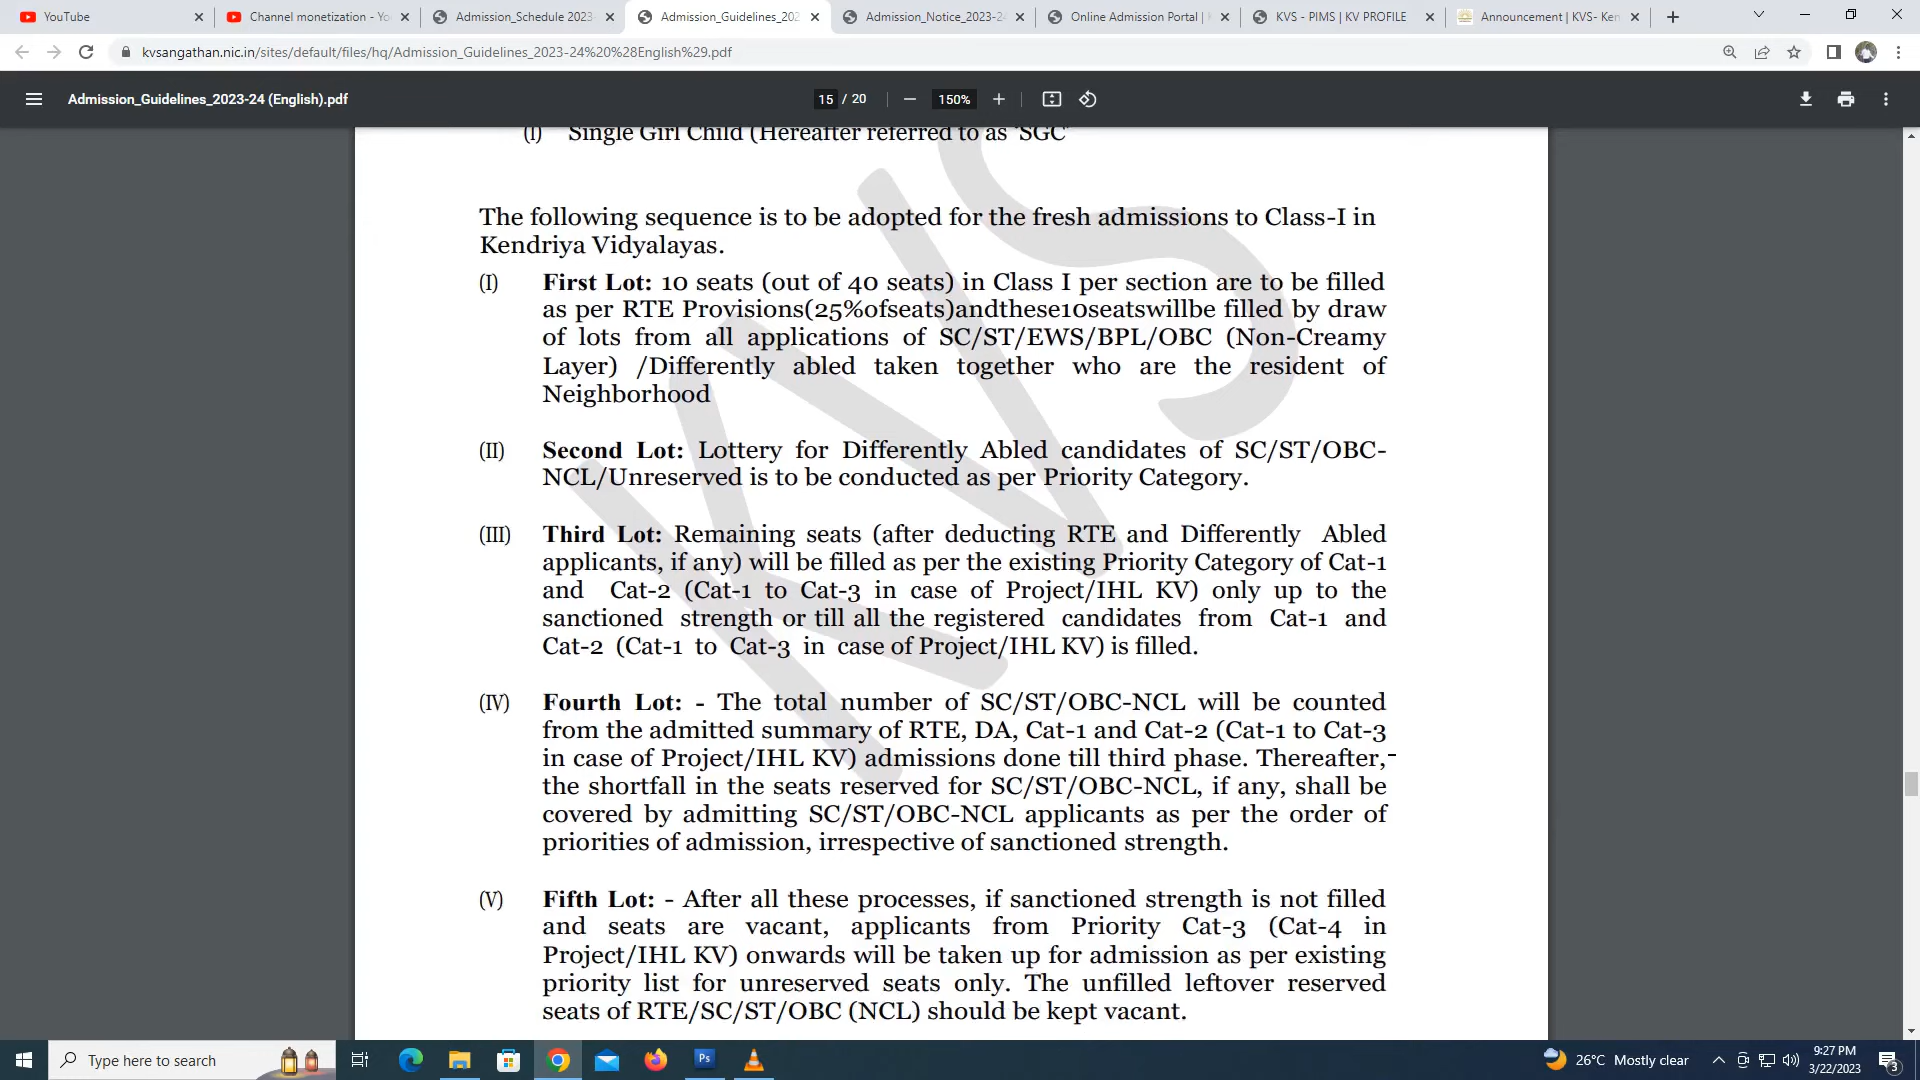 YouTube
Channel monetization - Yo
Admission_Schedule 2023-
Admission_Guidelines_202
Admission_Notice_2023-2
Online Admission Portal |
KVS - PIMS | KV PROFILE
Announcement | KVS- Ken
kvsangathan.nic.in/sites/default/files/hq/Admission_Guidelines_2023-24%20%28English%29.pdf
Admission_Guidelines_2023-24 (English).pdf
15 / 20
150%
(I) Single Girl Child (Hereafter referred to as 'SGC'
The following sequence is to be adopted for the fresh admissions to Class-I in
Kendriya Vidyalayas.
(I) First Lot: 10 seats (out of 40 seats) in Class I per section are to be filled
as per RTE Provisions(25%ofseats)andthese10seatswillbe filled by draw
of lots from all applications of SC/ST/EWS/BPL/OBC (Non-Creamy
Layer) /Differently abled taken together who are the resident of
Neighborhood
(II) Second Lot: Lottery for Differently Abled candidates of SC/ST/OBC-
NCL/Unreserved is to be conducted as per Priority Category.
(III) Third Lot: Remaining seats (after deducting RTE and Differently Abled
applicants, if any) will be filled as per the existing Priority Category of Cat-1
and Cat-2 (Cat-1 to Cat-3 in case of Project/IHL KV) only up to the
sanctioned strength or till all the registered candidates from Cat-1 and
Cat-2 (Cat-1 to Cat-3 in case of Project/IHL KV) is filled.
(IV) Fourth Lot: - The total number of SC/ST/OBC-NCL will be counted
from the admitted summary of RTE, DA, Cat-1 and Cat-2 (Cat-1 to Cat-3
in case of Project/IHL KV) admissions done till third phase. Thereafter,-
the shortfall in the seats reserved for SC/ST/OBC-NCL, if any, shall be
covered by admitting SC/ST/OBC-NCL applicants as per the order of
priorities of admission, irrespective of sanctioned strength.
(V) Fifth Lot: - After all these processes, if sanctioned strength is not filled
and seats are vacant, applicants from Priority Cat-3 (Cat-4 in
Project/IHL KV) onwards will be taken up for admission as per existing
priority list for unreserved seats only. The unfilled leftover reserved
seats of RTE/SC/ST/OBC (NCL) should be kept vacant.
KVS
Type here to search
Ps
26°C Mostly clear
9:27 PM
3/22/2023
3